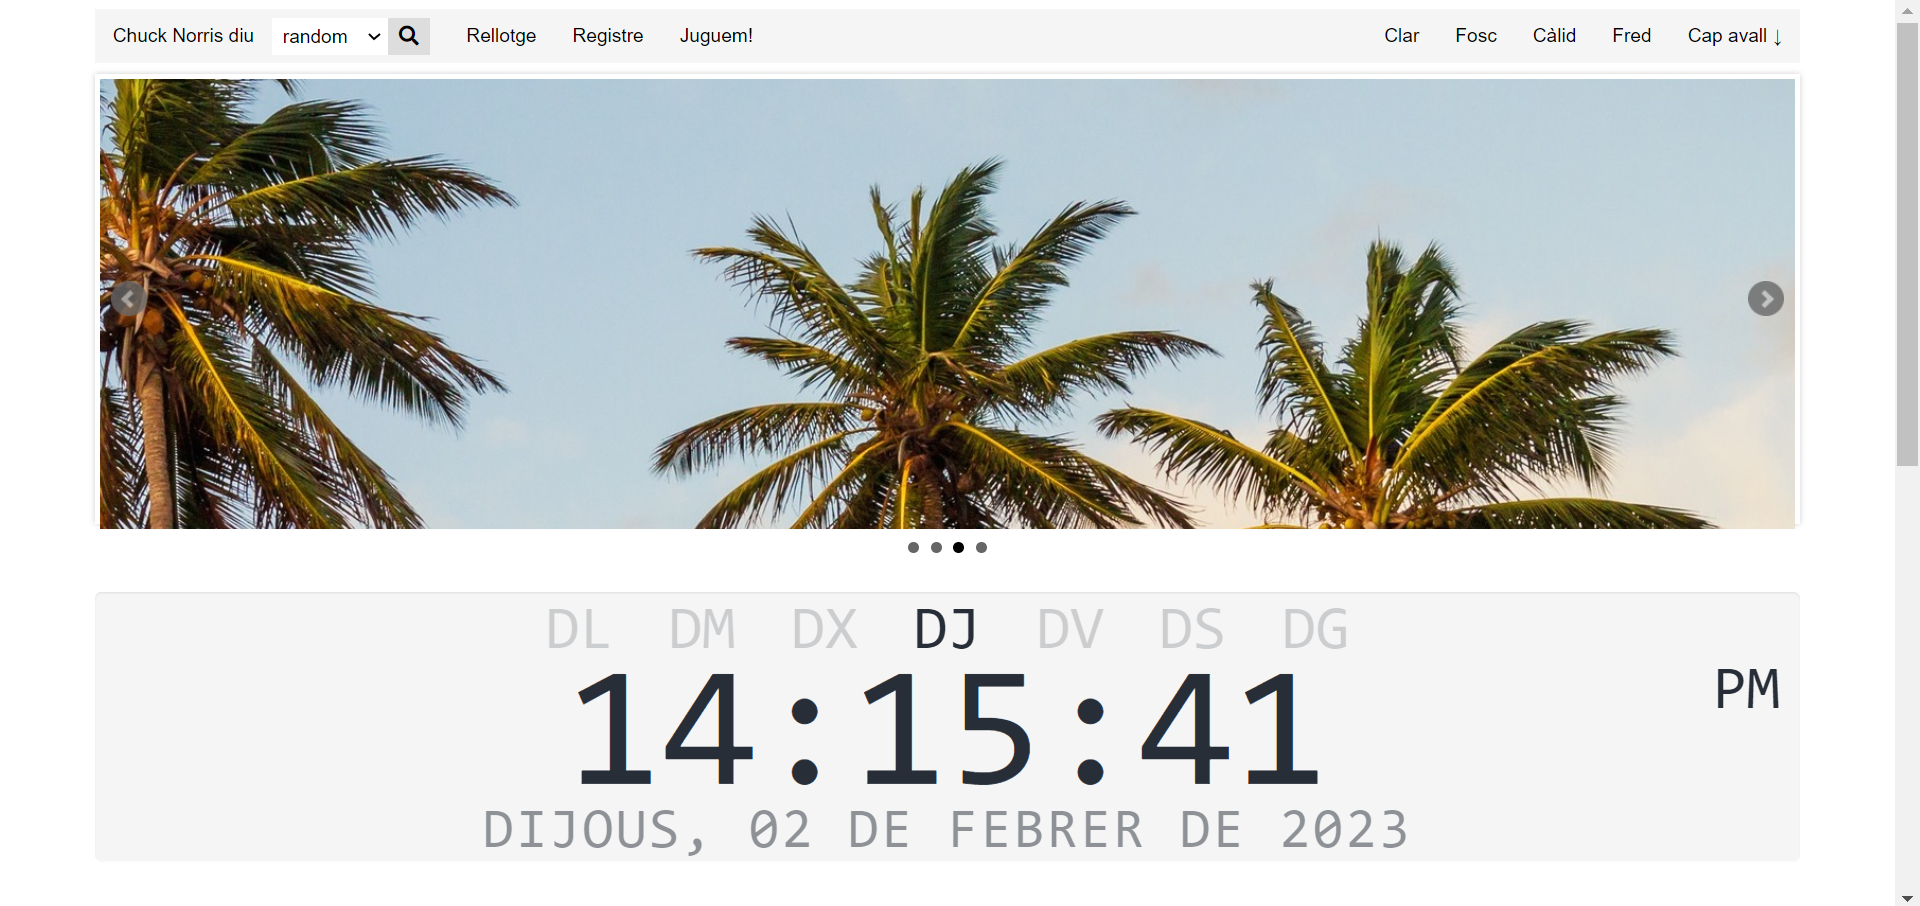 Chuck Norris diu random Rellotge Registre Juguem! Clar Fosc Càlid Fred Cap avall ↓
DL DM DX DJ DV DS DG
14:15:41 PM
DIJOUS, 02 DE FEBRER DE 2023